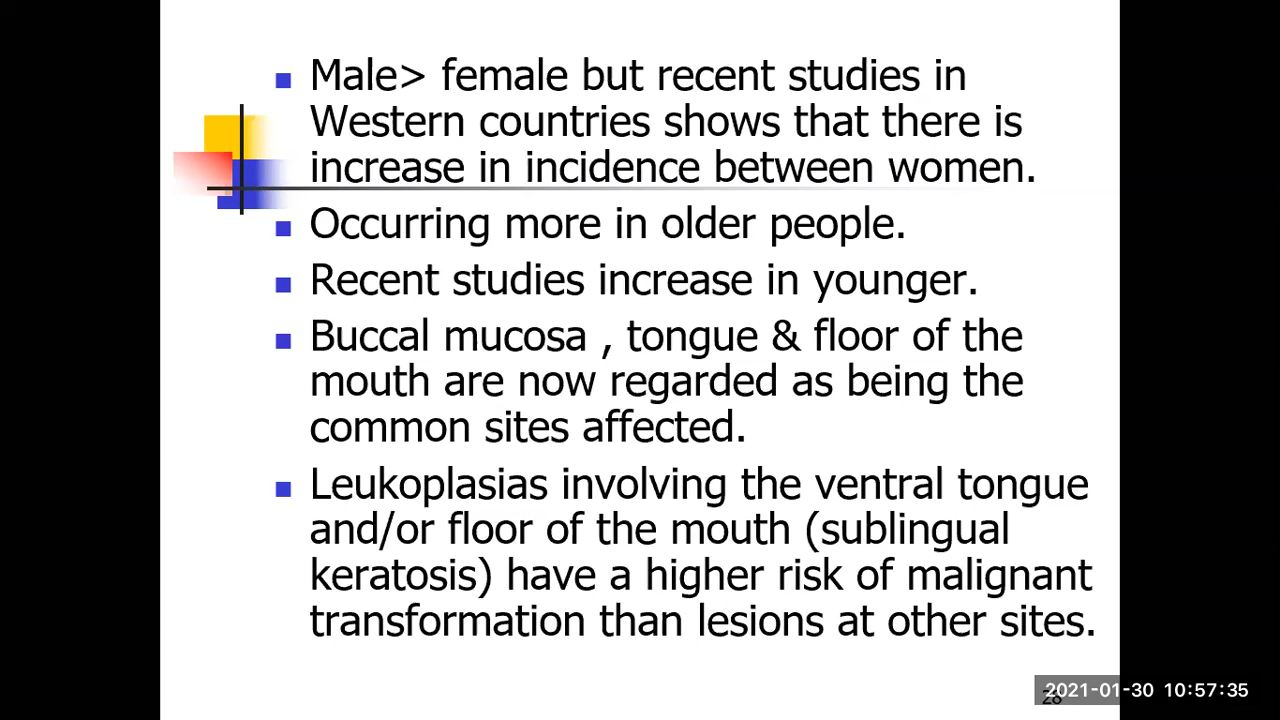 Male> female but recent studies in
Western countries shows that there is
increase in incidence between women.
Occurring more in older people.
Recent studies increase in younger.
Buccal mucosa , tongue & floor of the
mouth are now regarded as being the
common sites affected.
Leukoplasias involving the ventral tongue
and/or floor of the mouth (sublingual
keratosis) have a higher risk of malignant
transformation than lesions at other sites.
2021-01-30 10:57:35